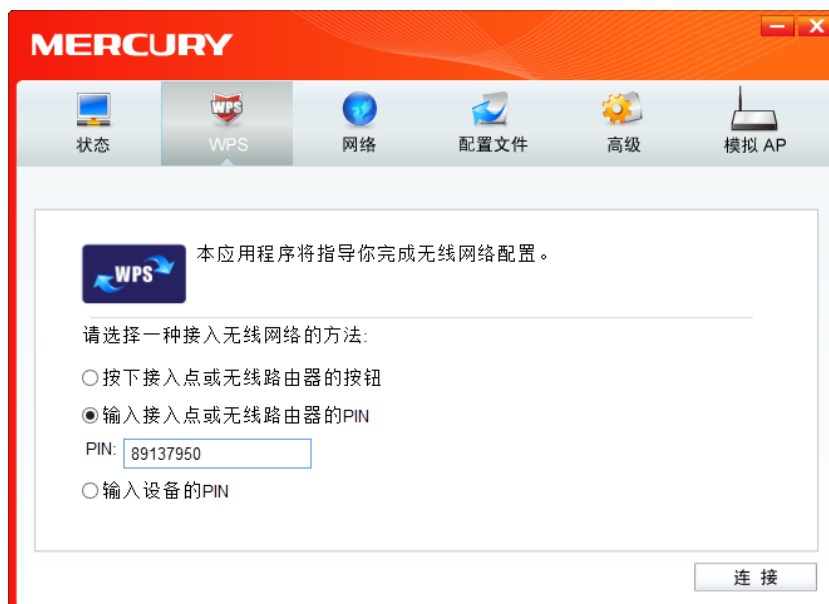 MERCURY
状态 WPS 网络 配置文件 高级 模拟 AP
WPS 本应用程序将指导你完成无线网络配置。
请选择一种接入无线网络的方法:
按下接入点或无线路由器的按钮
输入接入点或无线路由器的PIN
PIN: 89137950
输入设备的PIN
连 接